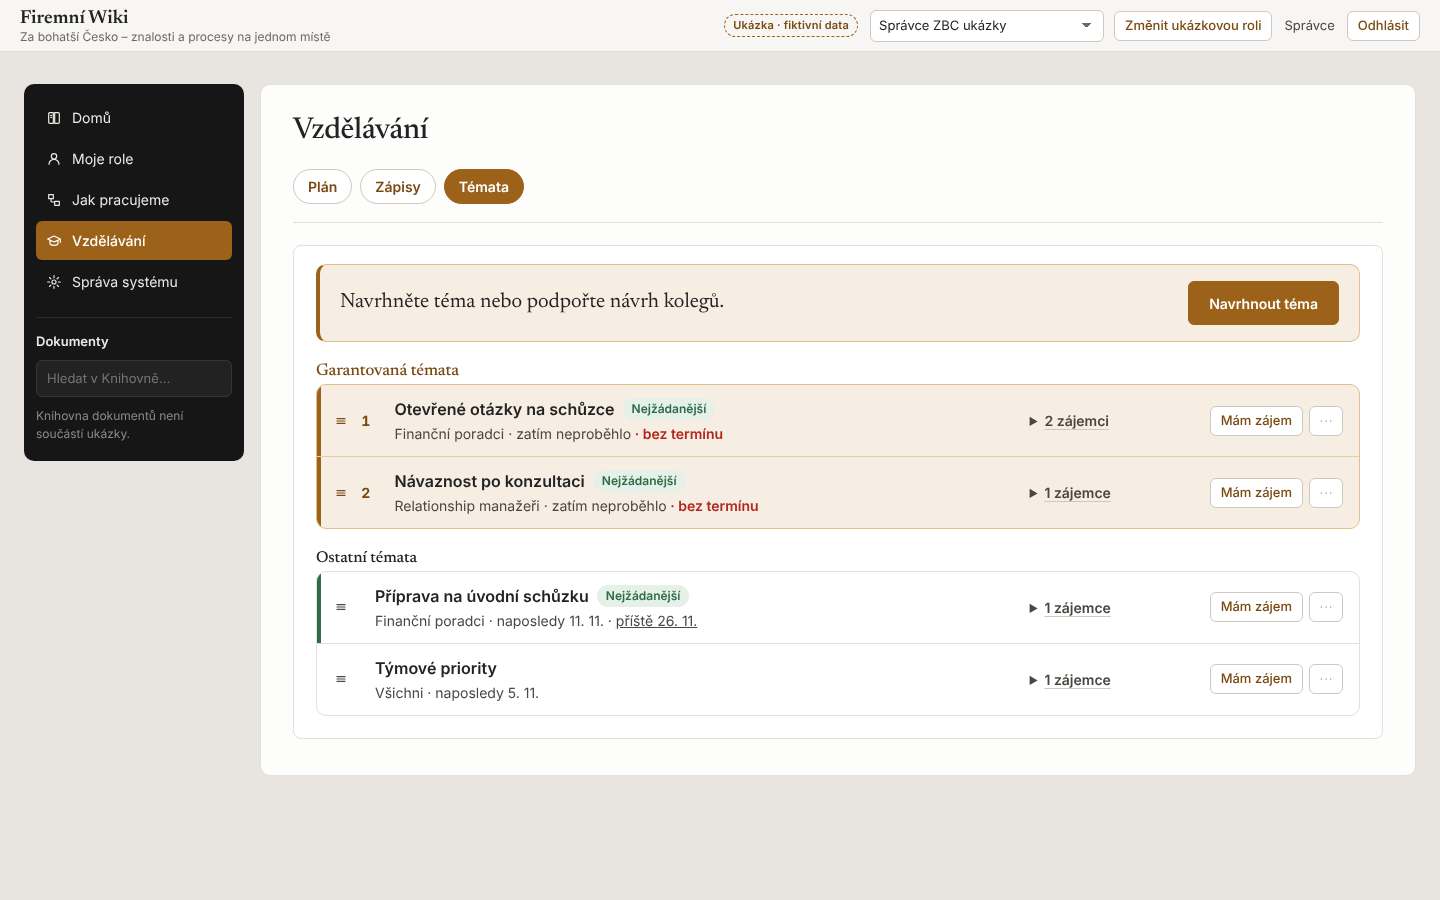 Firemní Wiki
Za bohatší Česko – znalosti a procesy na jednom místě
Ukázka · fiktivní data
Správce ZBC ukázky
Změnit ukázkovou roli
Správce
Odhlásit
Domů
Moje role
Jak pracujeme
Vzdělávání
Správa systému
Dokumenty
Hledat v Knihovně...
Knihovna dokumentů není
součástí ukázky.
Vzdělávání
Plán
Zápisy
Témata
Navrhněte téma nebo podpořte návrh kolegů.
Navrhnout téma
Garantovaná témata
1
Otevřené otázky na schůzce
Nejžádanější
Finanční poradci · zatím neproběhlo · bez termínu
2 zájemci
Mám zájem
...
2
Návaznost po konzultaci
Nejžádanější
Relationship manažeři · zatím neproběhlo · bez termínu
1 zájemce
Mám zájem
...
Ostatní témata
Příprava na úvodní schůzku
Nejžádanější
Finanční poradci · naposledy 11. 11. · příště 26. 11.
1 zájemce
Mám zájem
...
Týmové priority
Všichni · naposledy 5. 11.
1 zájemce
Mám zájem
...